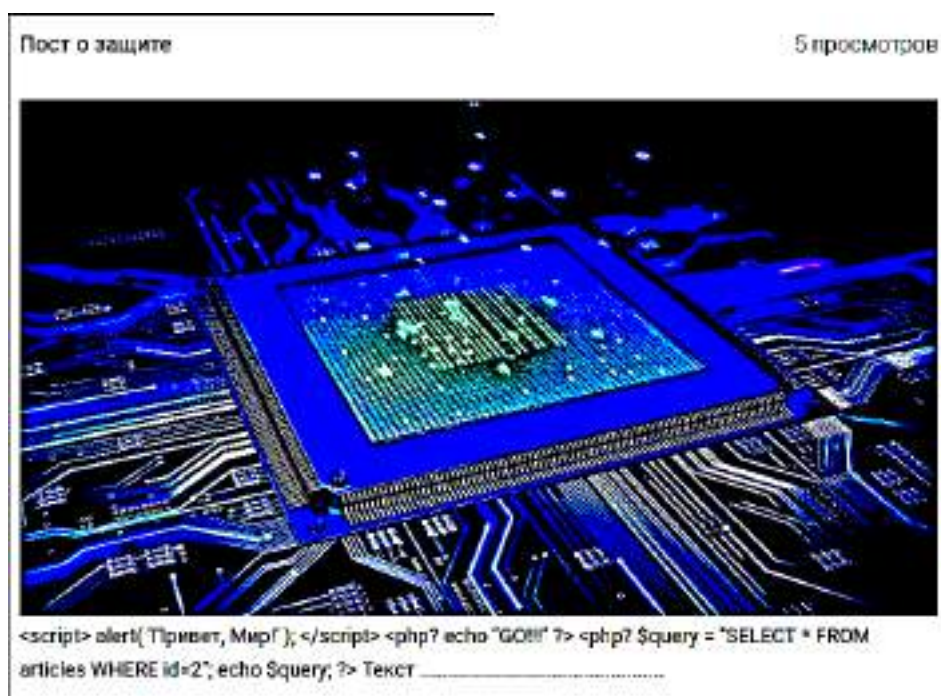 Пост о защите
5 просмотров
<script> alert( 'Привет, Мир!' ); </script> <php? echo "GO!!!" ?> <php? $query = "SELECT * FROM
articles WHERE id=2"; echo $query; ?> Текст ..........................................